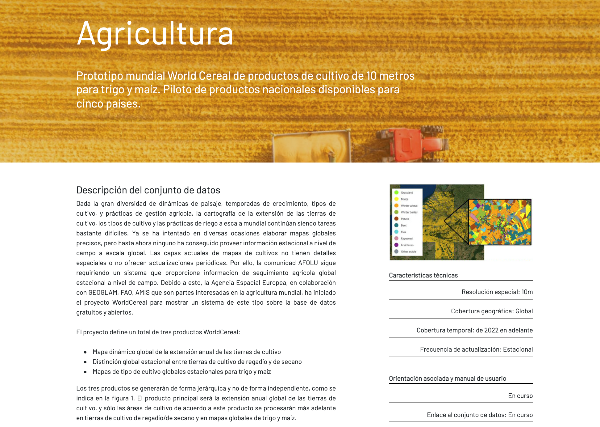 Agricultura
Prototipo mundial World Cereal de productos de cultivo de 10 metros
para trigo y maíz. Piloto de productos nacionales disponibles para
cinco países.
Descripción del conjunto de datos
Dada la gran diversidad de dinámicas de paisaje, temporadas de crecimiento, tipos de
cultivo y prácticas de gestión agrícola, la cartografía de la extensión de las tierras de
cultivo, los tipos de cultivo y las prácticas de riego a escala mundial continúan siendo tareas
bastante difíciles. Ya se ha intentado en diversas ocasiones elaborar mapas globales
precisos, pero hasta ahora ninguno ha conseguido proveer información estacional a nivel de
campo a escala global. Las capas actuales de mapas de cultivos no tienen detalles
espaciales o no ofrecer actualizaciones periódicas. Por ello, la comunidad AFOLU sigue
requiriendo un sistema que proporcione información de seguimiento agrícola global
estacional a nivel de campo. Debido a esto, la Agencia Espacial Europea, en colaboración
con GEOGLAM, FAO, AMIS que son partes interesadas en la agricultura mundial, ha iniciado
el proyecto WorldCereal para mostrar un sistema de este tipo sobre la base de datos
gratuitos y abiertos.
El proyecto define un total de tres productos WorldCereal:
• Mapa dinámico global de la extensión anual de las tierras de cultivo
• Distinción global estacional entre tierras de cultivo de regadío y de secano
• Mapas de tipo de cultivo globales estacionales para trigo y maíz
Los tres productos se generarán de forma jerárquica y no de forma independiente, como se
indica en la figura 1. El producto principal será la extensión anual global de las tierras de
cultivo, y sólo las áreas de cultivo de acuerdo a este producto se procesarán más adelante
en tierras de cultivo de regadío/de secano y en mapas globales de trigo y maíz.
Características técnicas
Resolución espacial: 10m
Cobertura geográfica: Global
Cobertura temporal: de 2022 en adelante
Frecuencia de actualización: Estacional
Orientación asociada y manual de usuario
En curso
Enlace al conjunto de datos: En curso